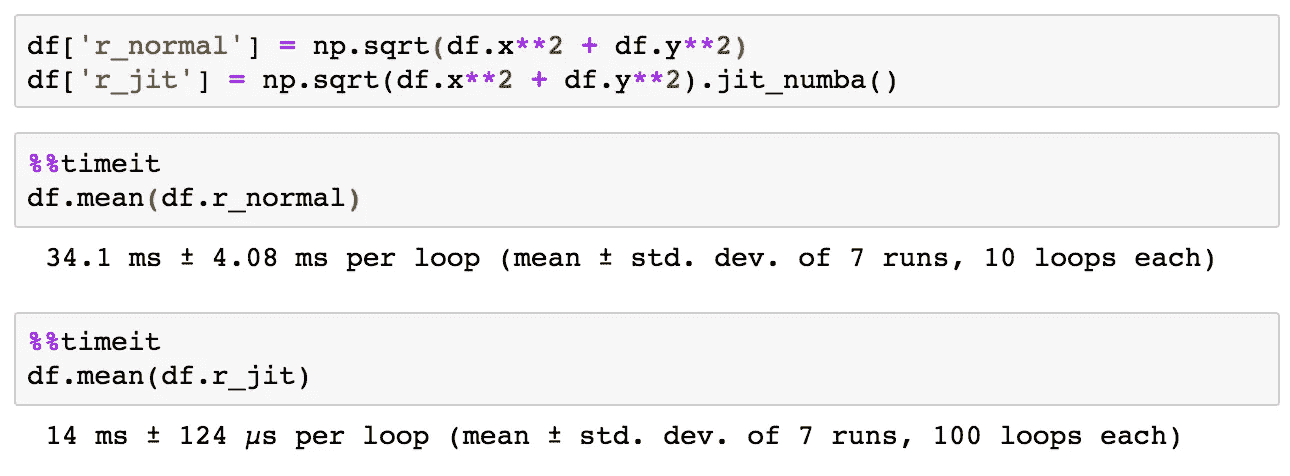 df['r_normal'] = np.sqrt(df.x**2 + df.y**2)
df['r_jit'] = np.sqrt(df.x**2 + df.y**2).jit_numba()
%%timeit
df.mean(df.r_normal)
34.1 ms ± 4.08 ms per loop (mean ± std. dev. of 7 runs, 10 loops each)
%%timeit
df.mean(df.r_jit)
14 ms ± 124 µs per loop (mean ± std. dev. of 7 runs, 100 loops each)